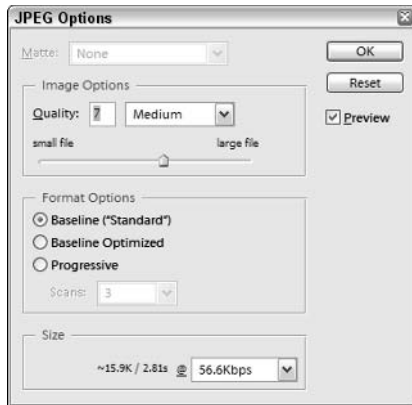 JPEG Options
Matte: None
OK
Image Options
Reset
Quality: 7 Medium
Preview
small file large file
Format Options
Baseline ("Standard")
Baseline Optimized
Progressive
Scans: 3
Size
~15.9K / 2.81s @ 56.6Kbps